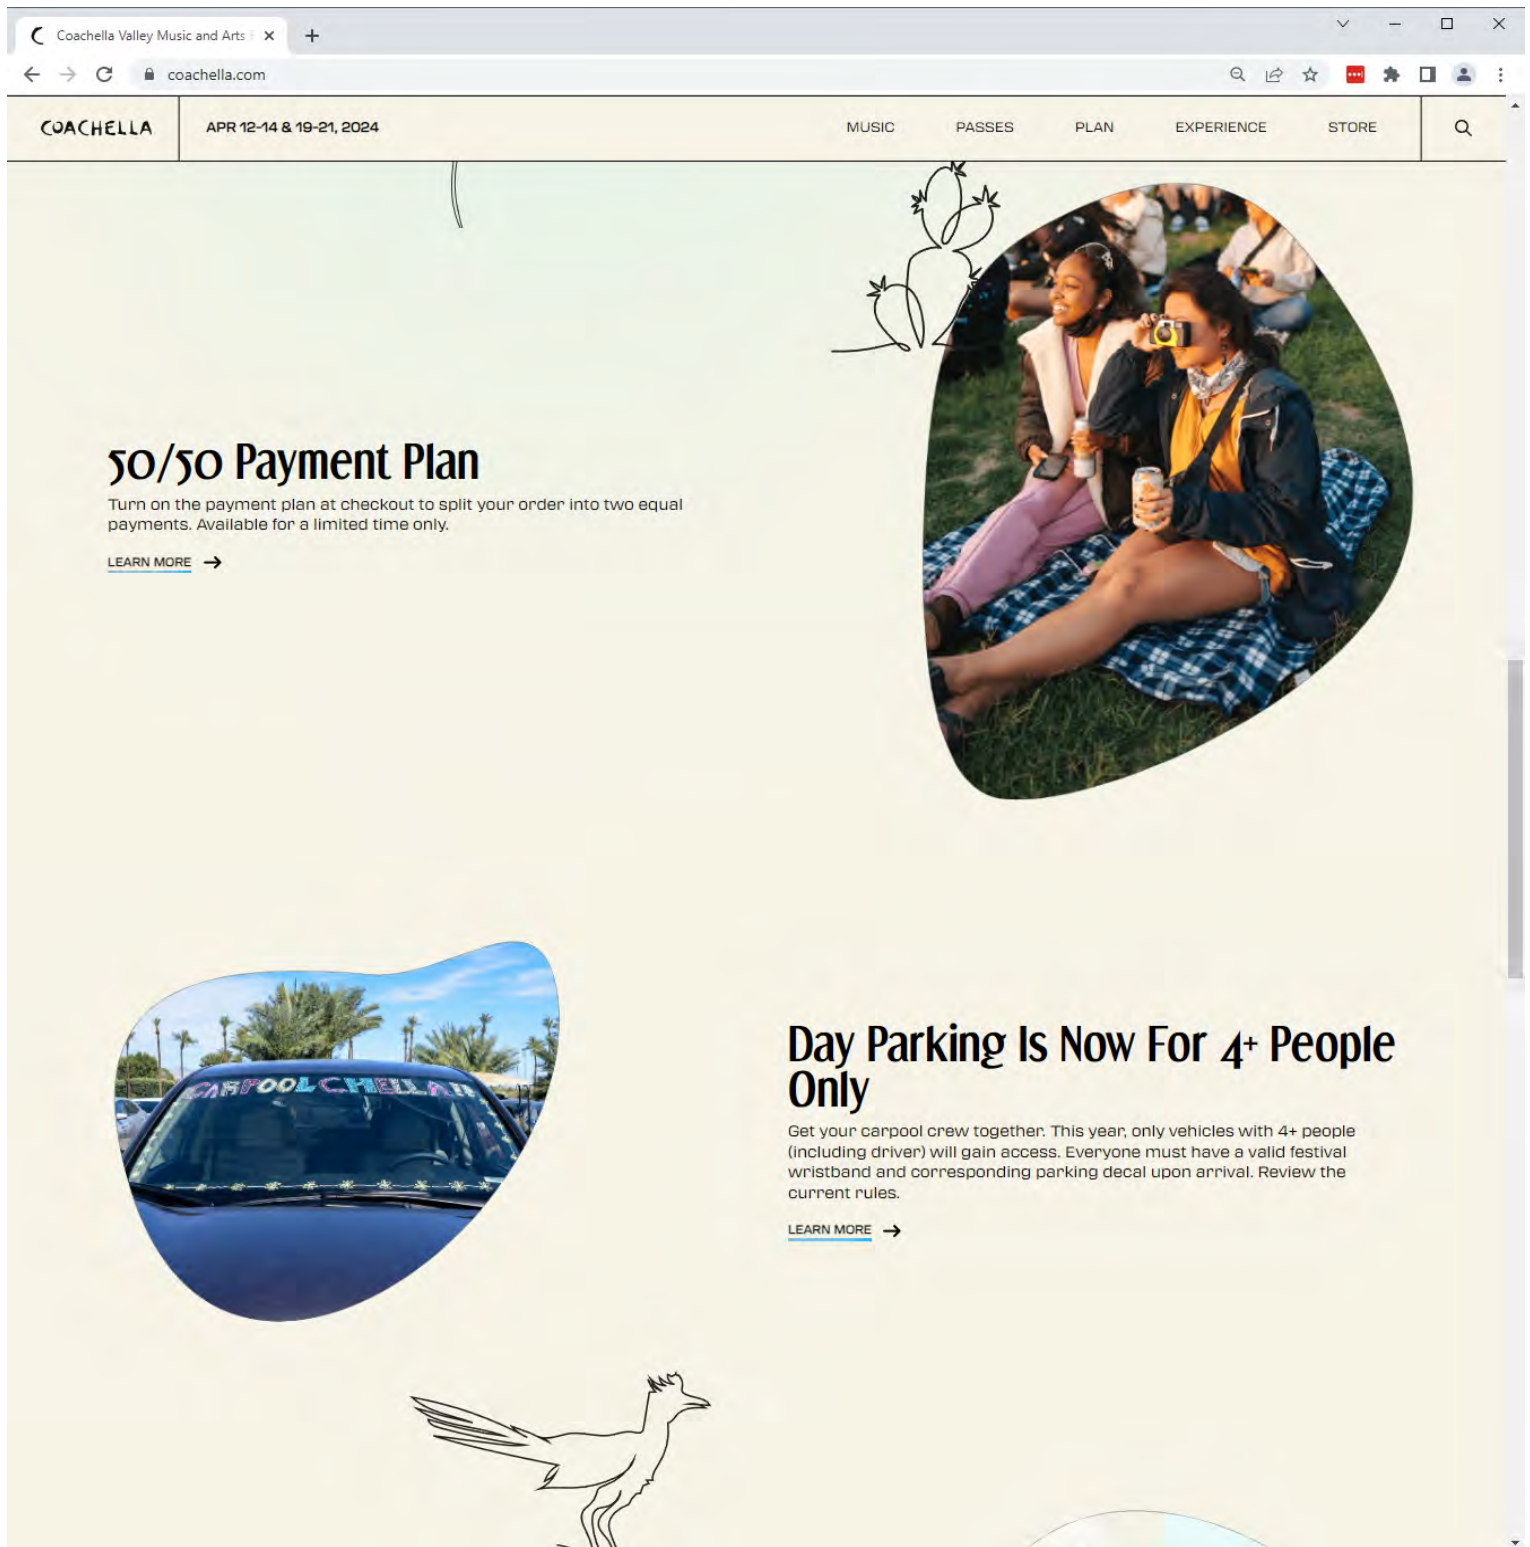 Coachella Valley Music and Arts
coachella.com
COACHELLA
APR 12-14 & 19-21, 2024
MUSIC PASSES PLAN EXPERIENCE STORE
50/50 Payment Plan
Turn on the payment plan at checkout to split your order into two equal
payments. Available for a limited time only.
LEARN MORE
CARPOOLCHELLA
Day Parking Is Now For 4+ People
Only
Get your carpool crew together. This year, only vehicles with 4+ people
(including driver) will gain access. Everyone must have a valid festival
wristband and corresponding parking decal upon arrival. Review the
current rules.
LEARN MORE